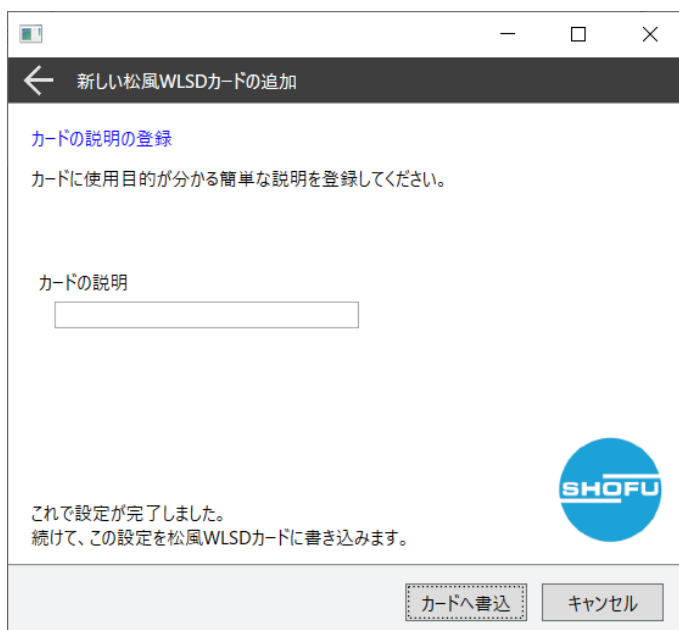 新しい松風WLSDカードの追加
カードの説明の登録
カードに使用目的が分かる簡単な説明を登録してください。
カードの説明
SHOFU
これで設定が完了しました。
続けて、この設定を松風WLSDカードに書き込みます。
カードへ書込
キャンセル